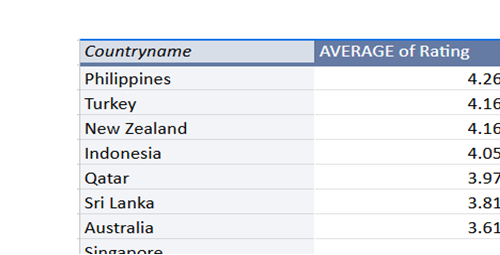 Countryname AVERAGE of Rating
Philippines 4.26
Turkey 4.16
New Zealand 4.16
Indonesia 4.05
Qatar 3.97
Sri Lanka 3.81
Australia 3.61
Singapore